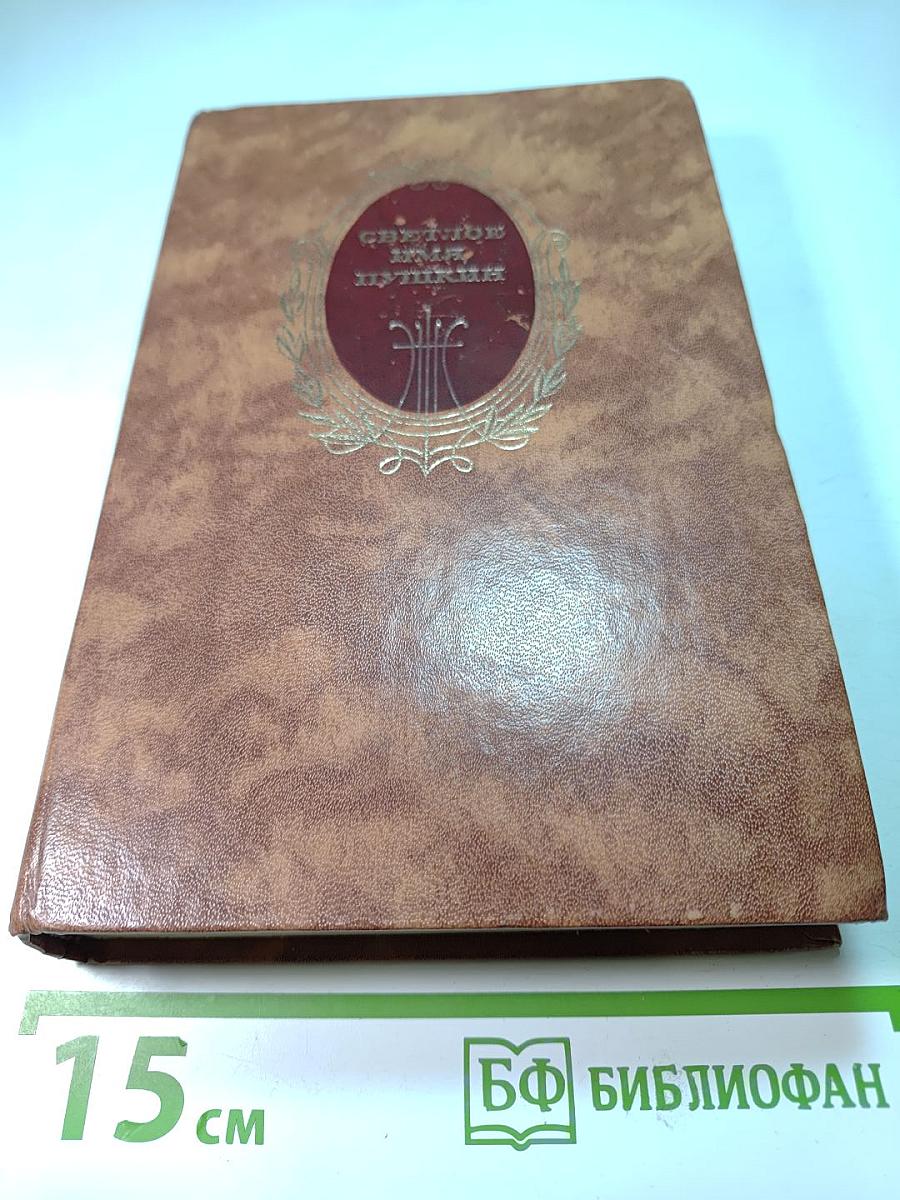 СВЕТЛОЕ
ИМЯ
ПУШКИН
15 см
БФ БИБЛИОФАН